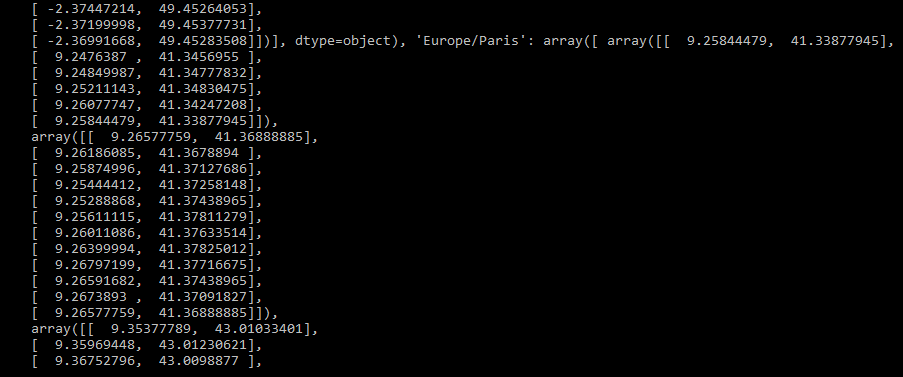 [ -2.37447214,  49.45264053],
[ -2.37199998,  49.45377731],
[ -2.36991668,  49.45283508]])], dtype=object), 'Europe/Paris': array([ array([[  9.25844479,  41.33877945],
[  9.2476387 ,  41.3456955 ],
[  9.24849987,  41.34777832],
[  9.25211143,  41.34830475],
[  9.26077747,  41.34247208],
[  9.25844479,  41.33877945]]),
array([[  9.26577759,  41.36888885],
[  9.26186085,  41.3678894 ],
[  9.25874996,  41.37127686],
[  9.25444412,  41.37258148],
[  9.25288868,  41.37438965],
[  9.25611115,  41.37811279],
[  9.26011086,  41.37633514],
[  9.26399994,  41.37825012],
[  9.26797199,  41.37716675],
[  9.26591682,  41.37438965],
[  9.2673893 ,  41.37091827],
[  9.26577759,  41.36888885]]),
array([[  9.35377789,  43.01033401],
[  9.35969448,  43.01230621],
[  9.36752796,  43.0098877 ],